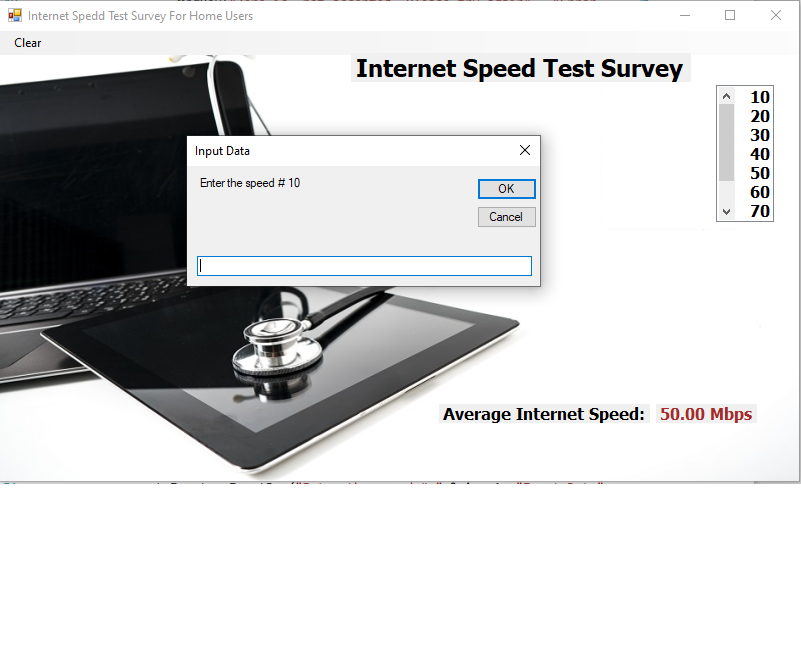 Internet Spedd Test Survey For Home Users
Clear
Internet Speed Test Survey
10
20
30
40
50
60
70
Input Data
Enter the speed # 10
OK
Cancel
Average Internet Speed: 50.00 Mbps